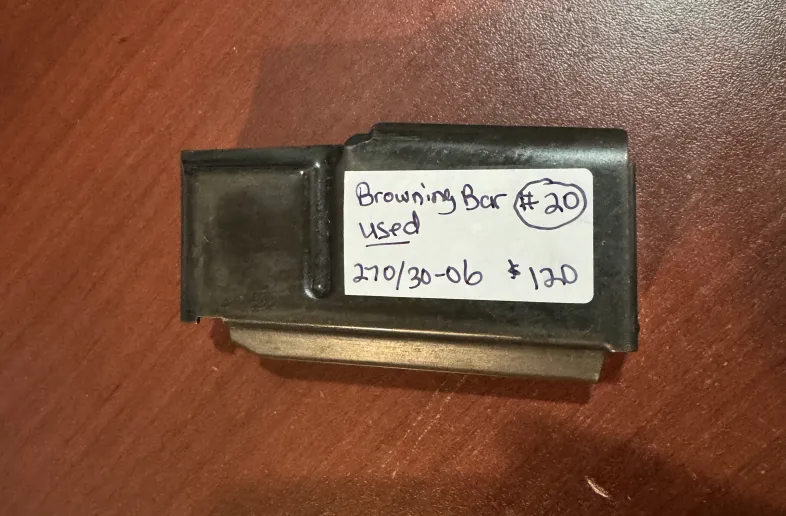 Browning Bar #20
used
270/30-06 $120